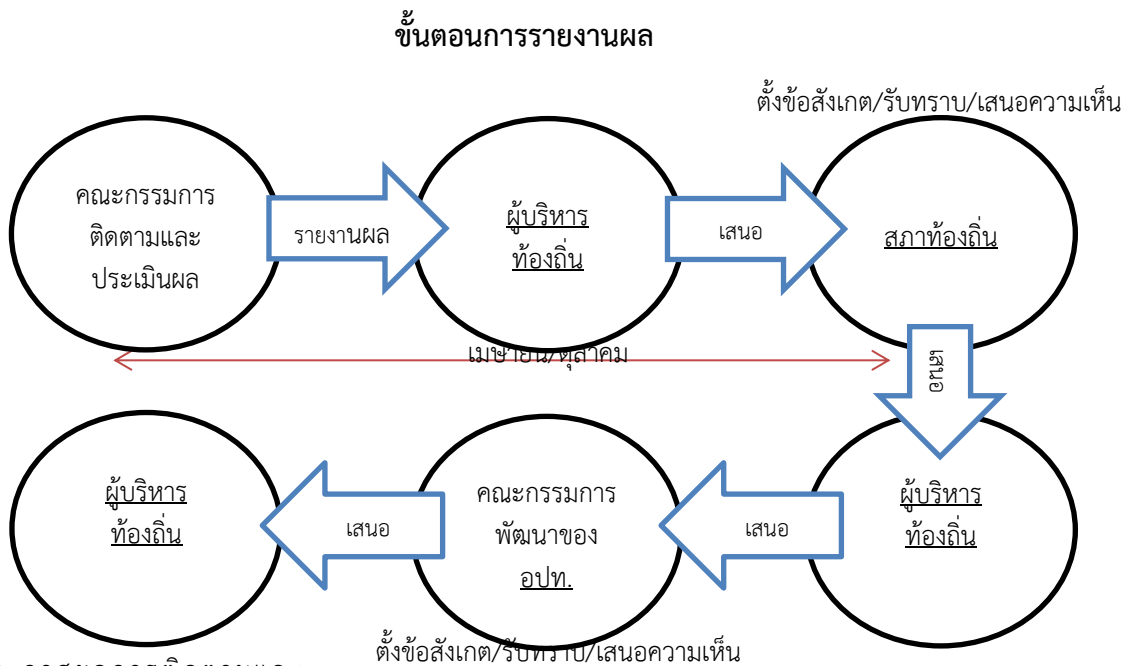 ขั้นตอนการรายงานผล
ตั้งข้อสังเกต/รับทราบ/เสนอความเห็น
คณะกรรมการ
ติดตามและ
ประเมินผล
รายงานผล
ผู้บริหาร
ท้องถิ่น
เสนอ
สภาท้องถิ่น
เมษายน/ตุลาคม
เสนอ
ผู้บริหาร
ท้องถิ่น
เสนอ
คณะกรรมการ
พัฒนาของ
อปท.
เสนอ
ผู้บริหาร
ท้องถิ่น
ตั้งข้อสังเกต/รับทราบ/เสนอความเห็น